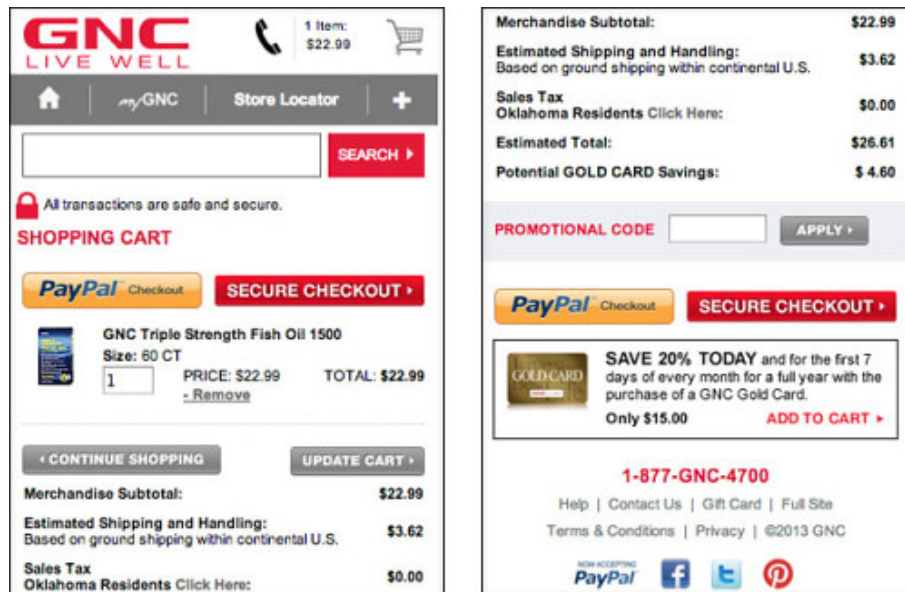 GNC
LIVE WELL
1 Item:
$22.99
myGNC
Store Locator
+
SEARCH
All transactions are safe and secure.
SHOPPING CART
PayPal Checkout
SECURE CHECKOUT
GNC Triple Strength Fish Oil 1500
Size: 60 CT
1 PRICE: $22.99 TOTAL: $22.99
- Remove
CONTINUE SHOPPING
UPDATE CART
Merchandise Subtotal: $22.99
Estimated Shipping and Handling:
Based on ground shipping within continental U.S. $3.62
Sales Tax
Oklahoma Residents Click Here: $0.00
Merchandise Subtotal: $22.99
Estimated Shipping and Handling:
Based on ground shipping within continental U.S. $3.62
Sales Tax
Oklahoma Residents Click Here: $0.00
Estimated Total: $26.61
Potential GOLD CARD Savings: $ 4.60
PROMOTIONAL CODE
APPLY
PayPal Checkout
SECURE CHECKOUT
GOLD CARD
SAVE 20% TODAY and for the first 7
days of every month for a full year with the
purchase of a GNC Gold Card.
Only $15.00 ADD TO CART
1-877-GNC-4700
Help | Contact Us | Gift Card | Full Site
Terms & Conditions | Privacy | ©2013 GNC
NOW ACCEPTING
PayPal